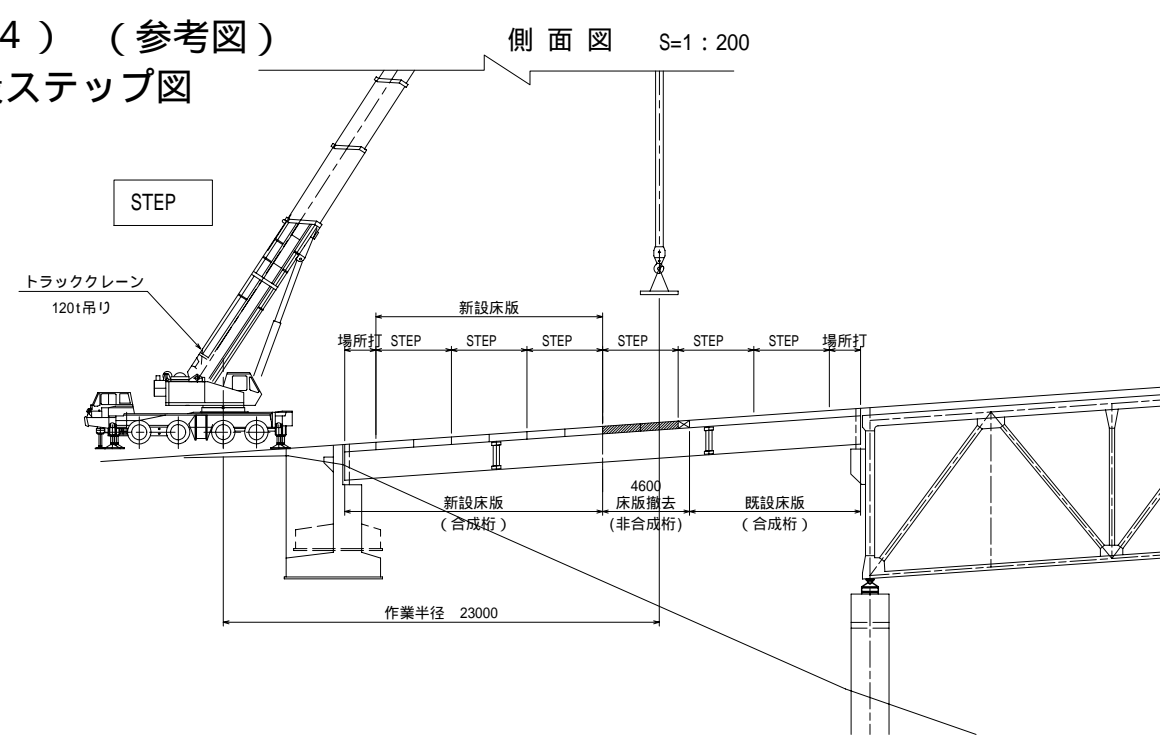 ４） （参考図）
側面図 S=1：200
ステップ図
STEP
トラッククレーン
120t吊り
新設床版
場所打 STEP STEP STEP STEP STEP STEP 場所打
4600
新設床版 床版撤去 既設床版
（合成桁） (非合成桁) （合成桁）
作業半径 23000